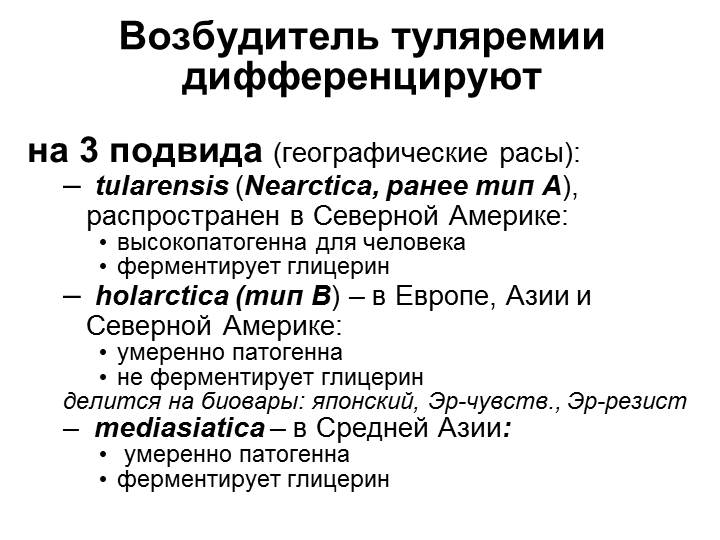 Возбудитель туляремии
дифференцируют
на 3 подвида (географические расы):
– tularensis (Nearctica, ранее тип А),
распространен в Северной Америке:
• высокопатогенна для человека
• ферментирует глицерин
– holarctica (тип В) – в Европе, Азии и
Северной Америке:
• умеренно патогенна
• не ферментирует глицерин
делится на биовары: японский, Эр-чувств., Эр-резист
– mediasiatica – в Средней Азии:
• умеренно патогенна
• ферментирует глицерин